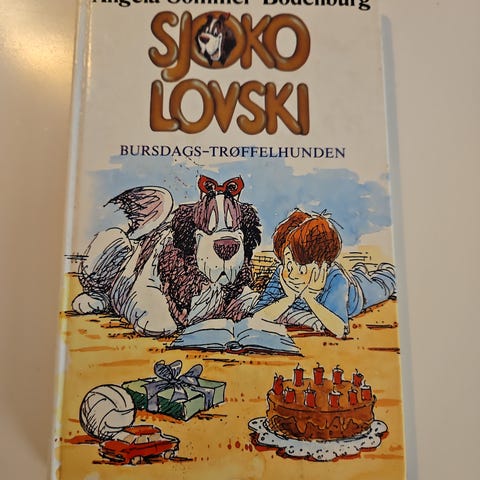 Angela Sommer-Bodenburg
SJOKO
LOVSKI
BURSDAGS-TRØFFELHUNDEN